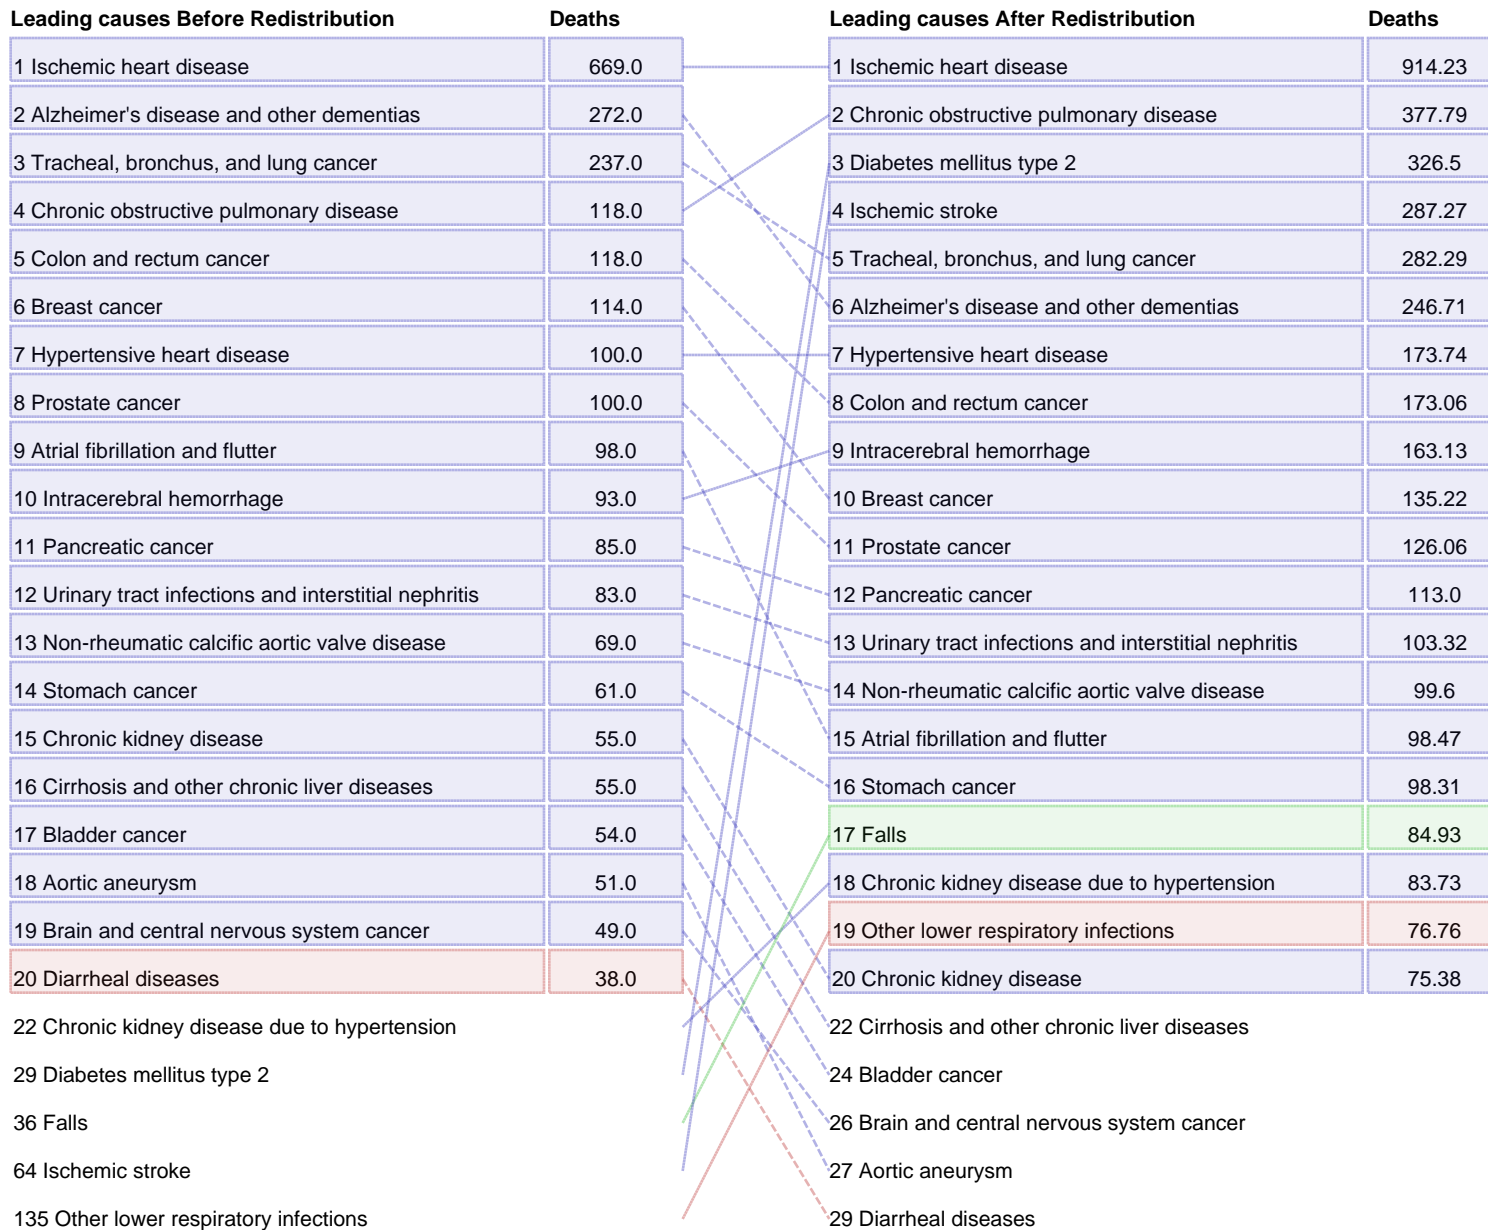 Leading causes Before Redistribution Deaths Leading causes After Redistribution Deaths
1 Ischemic heart disease 669.0 1 Ischemic heart disease 914.23
2 Alzheimer's disease and other dementias 272.0 2 Chronic obstructive pulmonary disease 377.79
3 Tracheal, bronchus, and lung cancer 237.0 3 Diabetes mellitus type 2 326.5
4 Chronic obstructive pulmonary disease 118.0 4 Ischemic stroke 287.27
5 Colon and rectum cancer 118.0 5 Tracheal, bronchus, and lung cancer 282.29
6 Breast cancer 114.0 6 Alzheimer's disease and other dementias 246.71
7 Hypertensive heart disease 100.0 7 Hypertensive heart disease 173.74
8 Prostate cancer 100.0 8 Colon and rectum cancer 173.06
9 Atrial fibrillation and flutter 98.0 9 Intracerebral hemorrhage 163.13
10 Intracerebral hemorrhage 93.0 10 Breast cancer 135.22
11 Pancreatic cancer 85.0 11 Prostate cancer 126.06
12 Urinary tract infections and interstitial nephritis 83.0 12 Pancreatic cancer 113.0
13 Non-rheumatic calcific aortic valve disease 69.0 13 Urinary tract infections and interstitial nephritis 103.32
14 Stomach cancer 61.0 14 Non-rheumatic calcific aortic valve disease 99.6
15 Chronic kidney disease 55.0 15 Atrial fibrillation and flutter 98.47
16 Cirrhosis and other chronic liver diseases 55.0 16 Stomach cancer 98.31
17 Bladder cancer 54.0 17 Falls 84.93
18 Aortic aneurysm 51.0 18 Chronic kidney disease due to hypertension 83.73
19 Brain and central nervous system cancer 49.0 19 Other lower respiratory infections 76.76
20 Diarrheal diseases 38.0 20 Chronic kidney disease 75.38
22 Chronic kidney disease due to hypertension 22 Cirrhosis and other chronic liver diseases
29 Diabetes mellitus type 2 24 Bladder cancer
36 Falls 26 Brain and central nervous system cancer
64 Ischemic stroke 27 Aortic aneurysm
135 Other lower respiratory infections 29 Diarrheal diseases